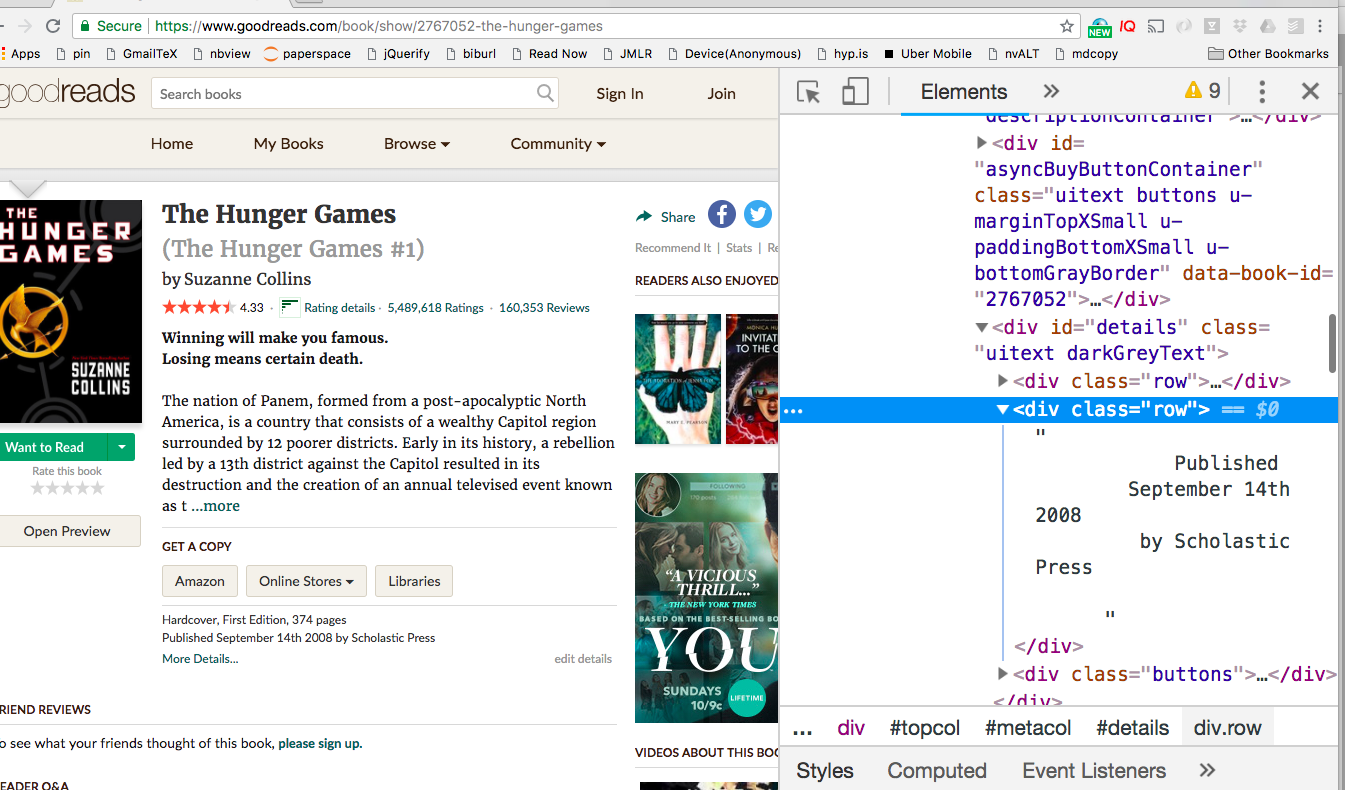 Secure
https://www.goodreads.com/book/show/2767052-the-hunger-games
NEW
IQ
Apps pin GmailTeX nbview paperspace jQuerify biburl Read Now JMLR Device(Anonymous) hyp.is Uber Mobile nvALT mdcopy Other Bookmarks
goodreads
Search books
Sign In
Join
Home
My Books
Browse
Community
THE
HUNGER
GAMES
SUZANNE
COLLINS
Want to Read
Rate this book
Open Preview
The Hunger Games
(The Hunger Games #1)
by Suzanne Collins
4.33 · Rating details · 5,489,618 Ratings · 160,353 Reviews
Winning will make you famous.
Losing means certain death.
The nation of Panem, formed from a post-apocalyptic North
America, is a country that consists of a wealthy Capitol region
surrounded by 12 poorer districts. Early in its history, a rebellion
led by a 13th district against the Capitol resulted in its
destruction and the creation of an annual televised event known
as t ...more
GET A COPY
Amazon
Online Stores
Libraries
Hardcover, First Edition, 374 pages
Published September 14th 2008 by Scholastic Press
More Details...
edit details
RIEND REVIEWS
o see what your friends thought of this book, please sign up.
EADER Q&A
Share
Recommend It | Stats | Re
READERS ALSO ENJOYED
MARY E. PEARSON
MONICA HU
INVITAT
TO THE G
FOLLOWING
"A VICIOUS
THRILL..."
- THE NEW YORK TIMES
BASED ON THE BEST-SELLING BO
YOU
SUNDAYS
10/9c
LIFETIME
VIDEOS ABOUT THIS BOO
Elements
9
descriptionContainer">…</div>
<div id=
"asyncBuyButtonContainer"
class="uitext buttons u-
marginTopXSmall u-
paddingBottomXSmall u-
bottomGrayBorder" data-book-id=
"2767052">…</div>
<div id="details" class=
"uitext darkGreyText">
<div class="row">…</div>
... <div class="row"> == $0
"
Published
September 14th
2008
by Scholastic
Press
"
</div>
<div class="buttons">…</div>
</div>
... div #topcol #metacol #details div.row
Styles Computed Event Listeners